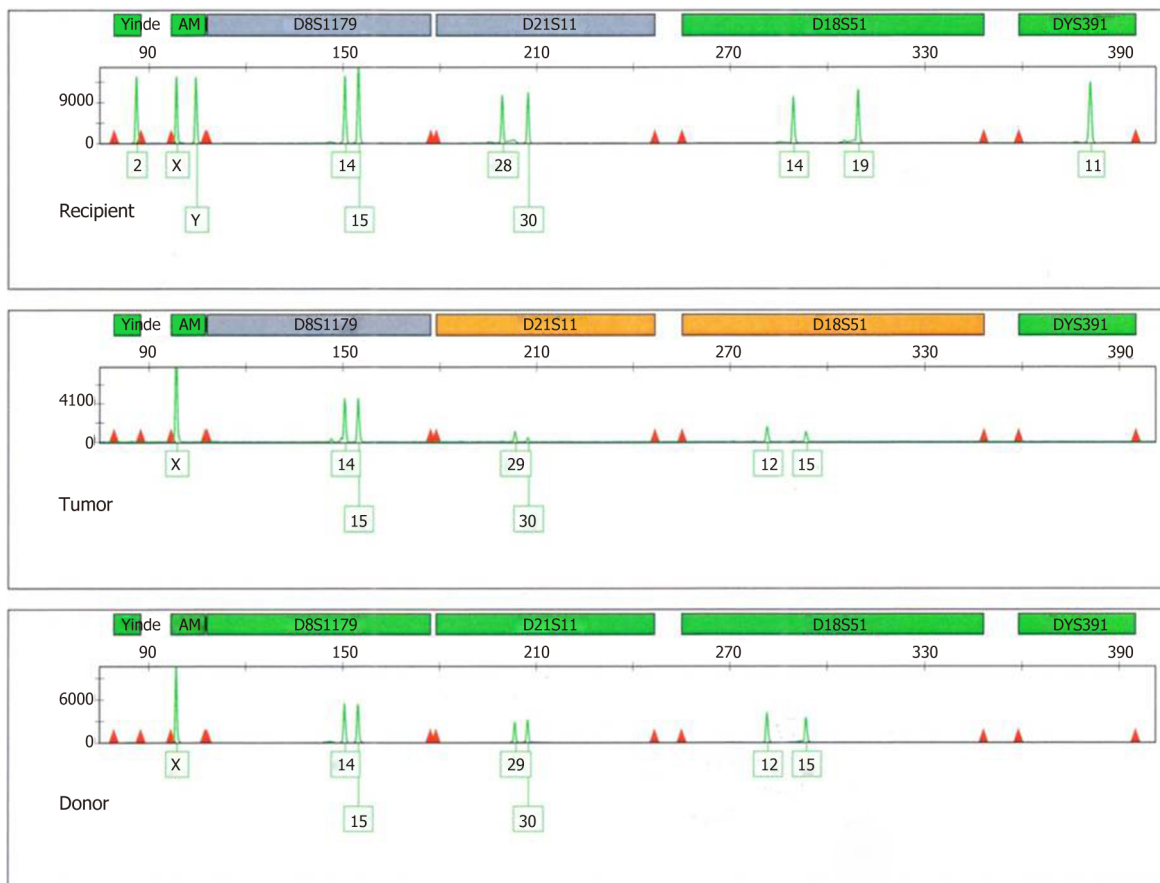 Yinde AM D8S1179 D21S11 D18S51 DYS391
90 150 210 270 330 390
9000
0
2 X 14 28 14 19 11
Recipient
Y 15 30
Yinde AM D8S1179 D21S11 D18S51 DYS391
90 150 210 270 330 390
4100
0
X 14 29 12 15
Tumor
15 30
Yinde AM D8S1179 D21S11 D18S51 DYS391
90 150 210 270 330 390
6000
0
X 14 29 12 15
Donor
15 30